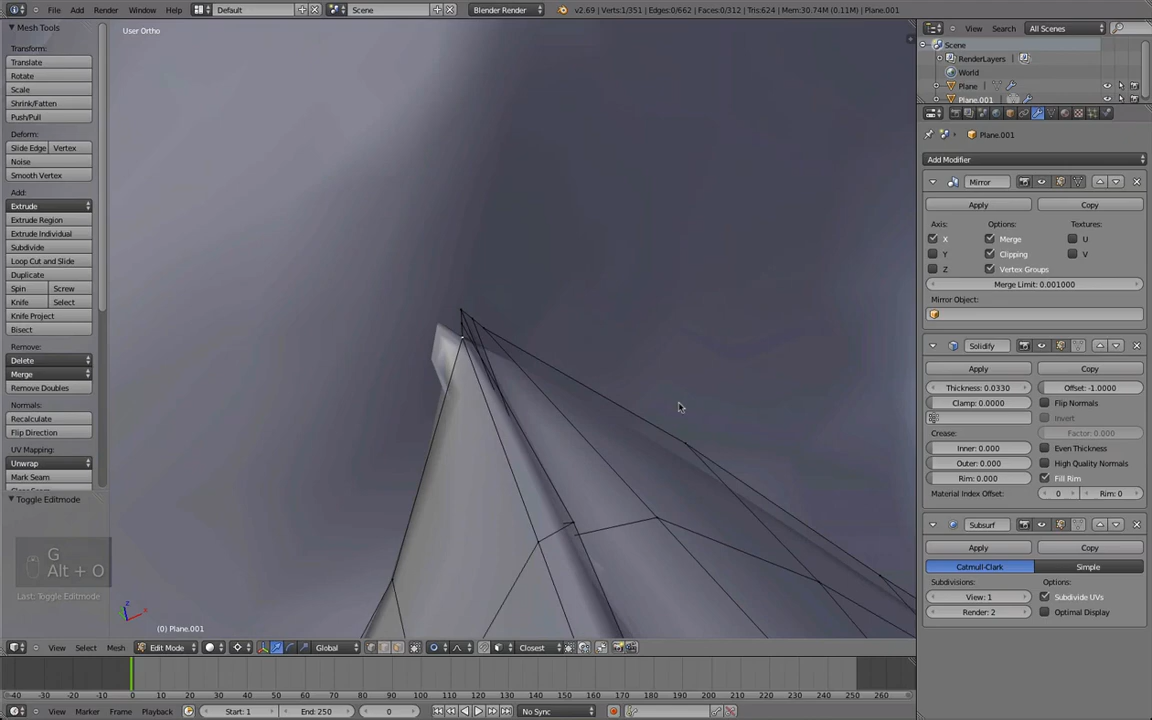 File Render Window Help Default Scene Blender Render v2.69 | Verts:1/351 | Edges:0/662 | Faces:0/312 | Tris:624 | Mem:30.74M (0.11M) | Plane.001
Mesh Tools
Transform:
Translate
Rotate
Scale
Shrink/Fatten
Push/Pull
Deform:
Slide Edge Vertex
Noise
Smooth Vertex
Add:
Extrude
Extrude Region
Extrude Individual
Subdivide
Loop Cut and Slide
Duplicate
Spin Screw
Knife Select
Knife Project
Bisect
Remove:
Delete
Merge
Remove Doubles
Normals:
Recalculate
Flip Direction
UV Mapping:
Unwrap
Mark Seam
Toggle Editmode
User Ortho
G
Alt + O
Last: Toggle Editmode
z
x
(0) Plane.001
View Search All Scenes
Scene
RenderLayers
World
Plane
Plane.001
Plane.001
Add Modifier
Mirror
Apply Copy
Axis: Options: Textures:
X Merge U
Y Clipping V
Z Vertex Groups
Merge Limit: 0.001000
Mirror Object:
Solidify
Apply Copy
Thickness: 0.0330 Offset: -1.0000
Clamp: 0.0000 Flip Normals
Invert
Crease: Factor: 0.000
Inner: 0.000 Even Thickness
Outer: 0.000 High Quality Normals
Rim: 0.000 Fill Rim
Material Index Offset: 0 Rim: 0
Subsurf
Apply Copy
Catmull-Clark Simple
Subdivisions: Options:
View: 1 Subdivide UVs
Render: 2 Optimal Display
View Select Mesh Edit Mode Global Closest
-40 -30 -20 -10 0 10 20 30 40 50 60 70 80 90 100 110 120 130 140 150 160 170 180 190 200 210 220 230 240 250 260
View Marker Frame Playback Start: 1 End: 250 0 No Sync